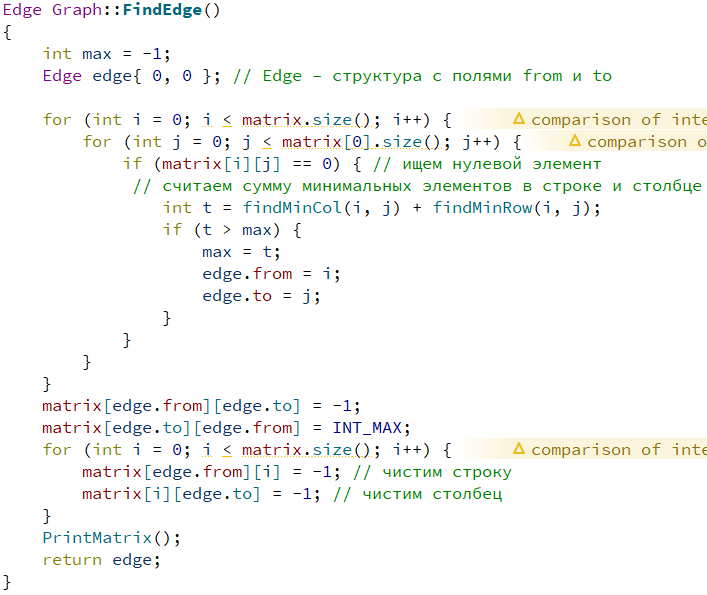 Edge Graph::FindEdge()
{
    int max = -1;
    Edge edge{ 0, 0 }; // Edge – структура с полями from и to

    for (int i = 0; i < matrix.size(); i++) { ⚠ comparison of inte
        for (int j = 0; j < matrix[0].size(); j++) { ⚠ comparison o
            if (matrix[i][j] == 0) { // ищем нулевой элемент
             // считаем сумму минимальных элементов в строке и столбце
                int t = findMinCol(i, j) + findMinRow(i, j);
                if (t > max) {
                    max = t;
                    edge.from = i;
                    edge.to = j;
                }
            }
        }
    }
    matrix[edge.from][edge.to] = -1;
    matrix[edge.to][edge.from] = INT_MAX;
    for (int i = 0; i < matrix.size(); i++) { ⚠ comparison of inte
        matrix[edge.from][i] = -1; // чистим строку
        matrix[i][edge.to] = -1; // чистим столбец
    }
    PrintMatrix();
    return edge;
}